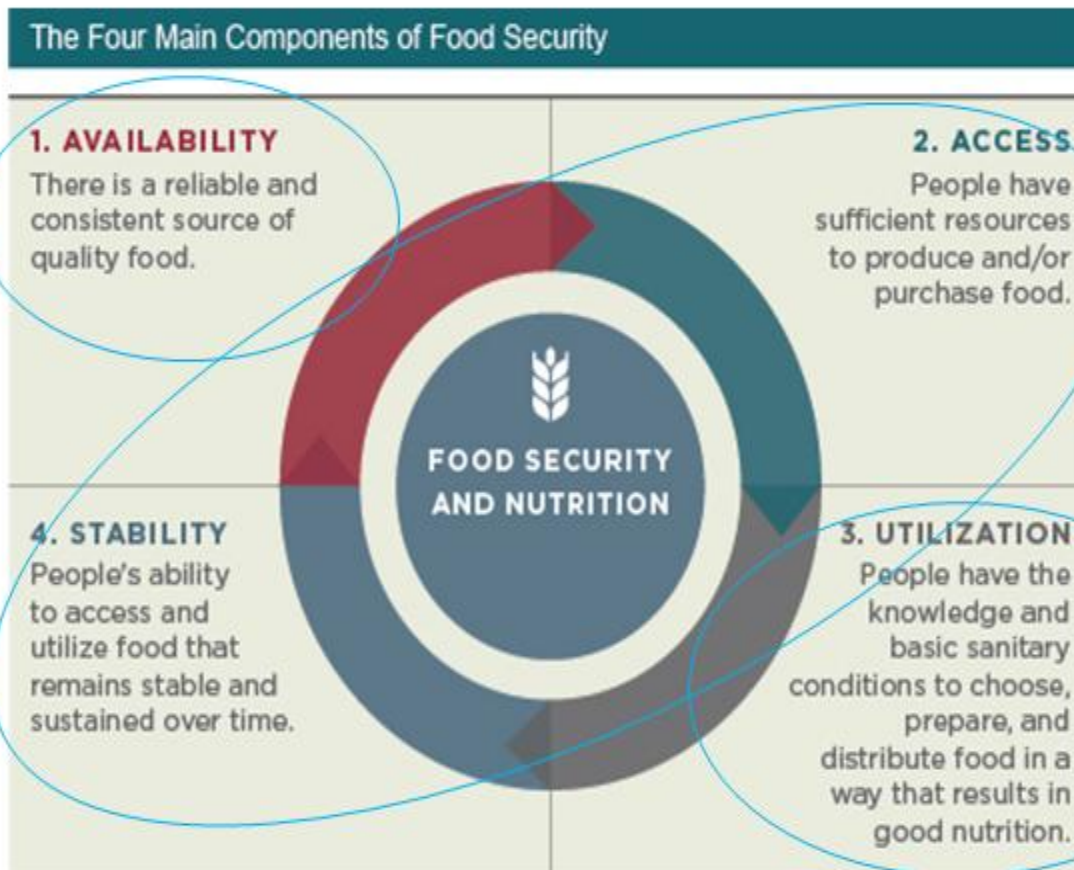 The Four Main Components of Food Security
1. AVAILABILITY
There is a reliable and
consistent source of
quality food.
2. ACCESS
People have
sufficient resources
to produce and/or
purchase food.
FOOD SECURITY
AND NUTRITION
4. STABILITY
People's ability
to access and
utilize food that
remains stable and
sustained over time.
3. UTILIZATION
People have the
knowledge and
basic sanitary
conditions to choose,
prepare, and
distribute food in a
way that results in
good nutrition.